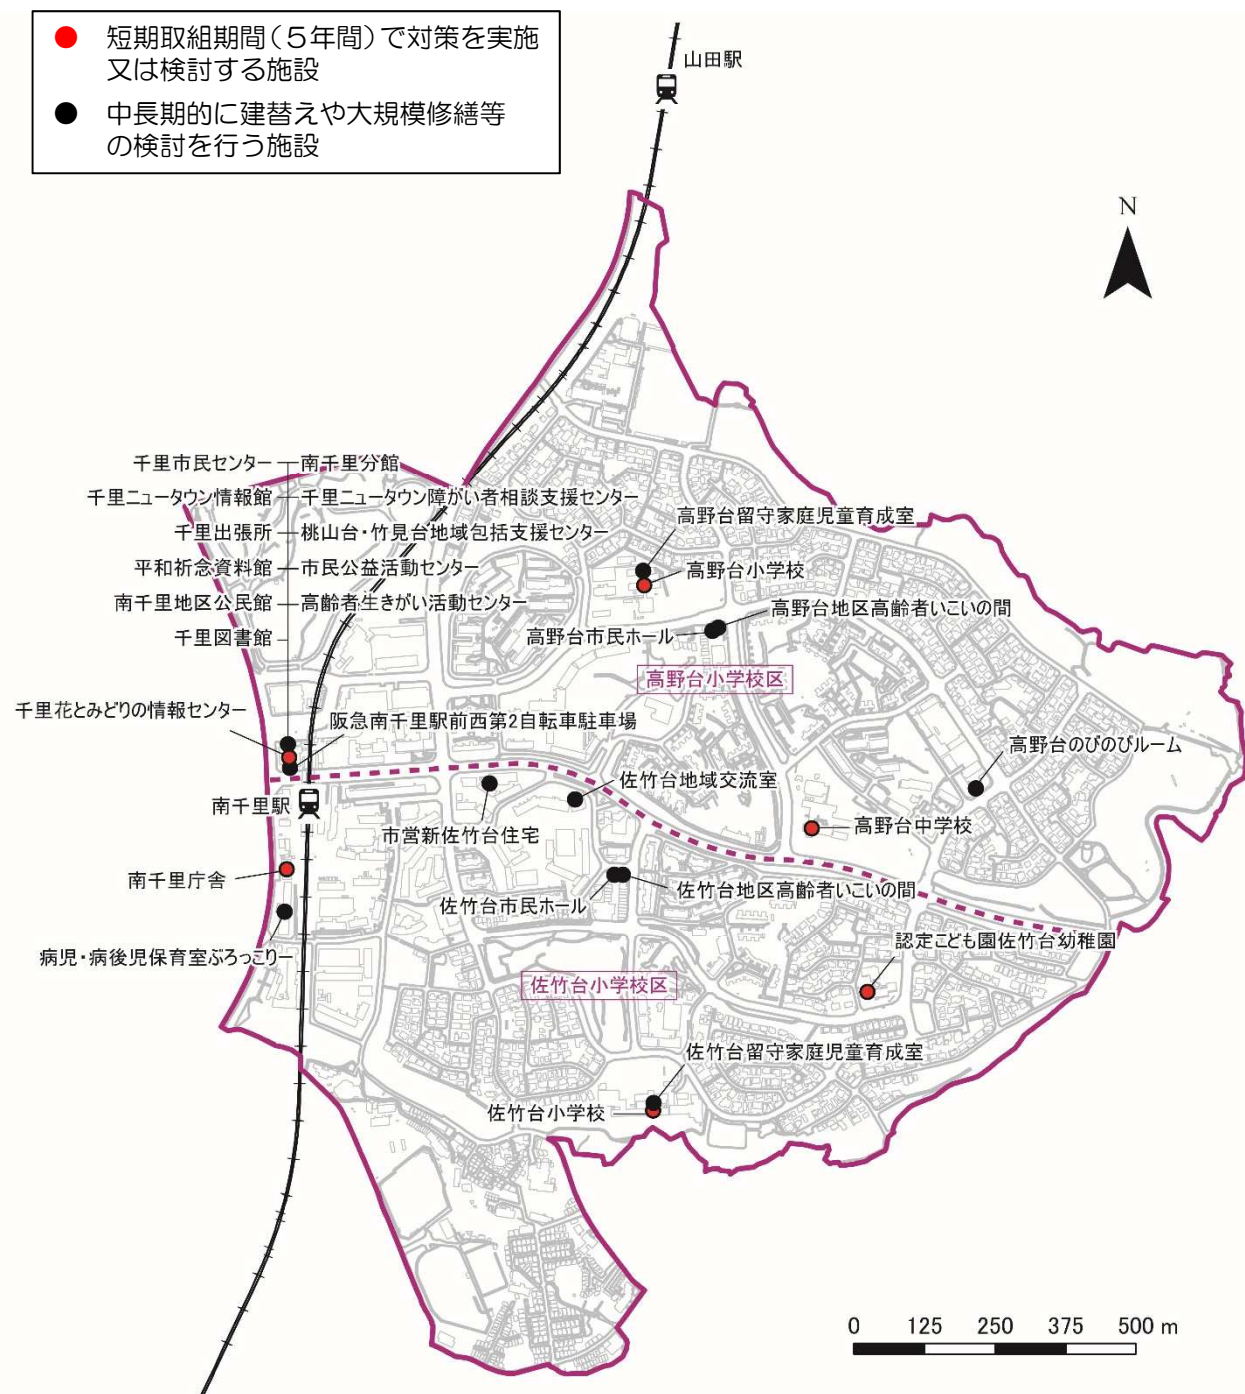 短期取組期間（５年間）で対策を実施
又は検討する施設
中長期的に建替えや大規模修繕等
の検討を行う施設
山田駅
N
千里市民センター
南千里分館
千里ニュータウン情報館
千里ニュータウン障がい者相談支援センター
千里出張所
桃山台・竹見台地域包括支援センター
平和祈念資料館
市民公益活動センター
南千里地区公民館
高齢者生きがい活動センター
千里図書館
高野台留守家庭児童育成室
高野台小学校
高野台地区高齢者いこいの間
高野台市民ホール
高野台小学校区
千里花とみどりの情報センター
阪急南千里駅前西第2自転車駐車場
高野台のびのびルーム
佐竹台地域交流室
南千里駅
市営新佐竹台住宅
高野台中学校
南千里庁舎
佐竹台地区高齢者いこいの間
佐竹台市民ホール
認定こども園佐竹台幼稚園
病児・病後児保育室ぶろっこりー
佐竹台小学校区
佐竹台留守家庭児童育成室
佐竹台小学校
0 125 250 375 500 m